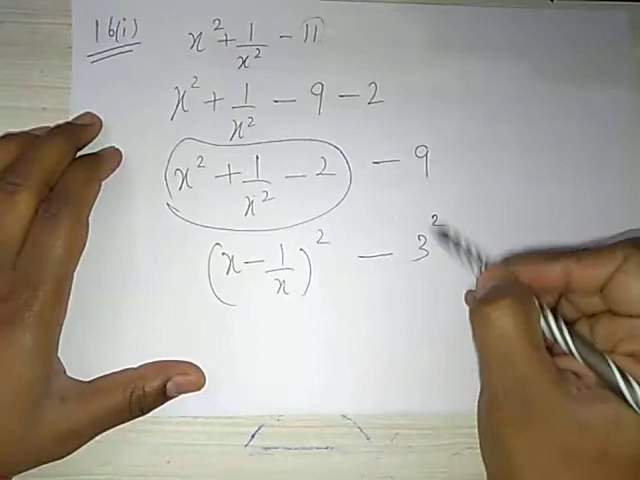 16(i) x² + 1/x² - 11
x² + 1/x² - 9 - 2
x² + 1/x² - 2 - 9
(x - 1/x)² - 3²